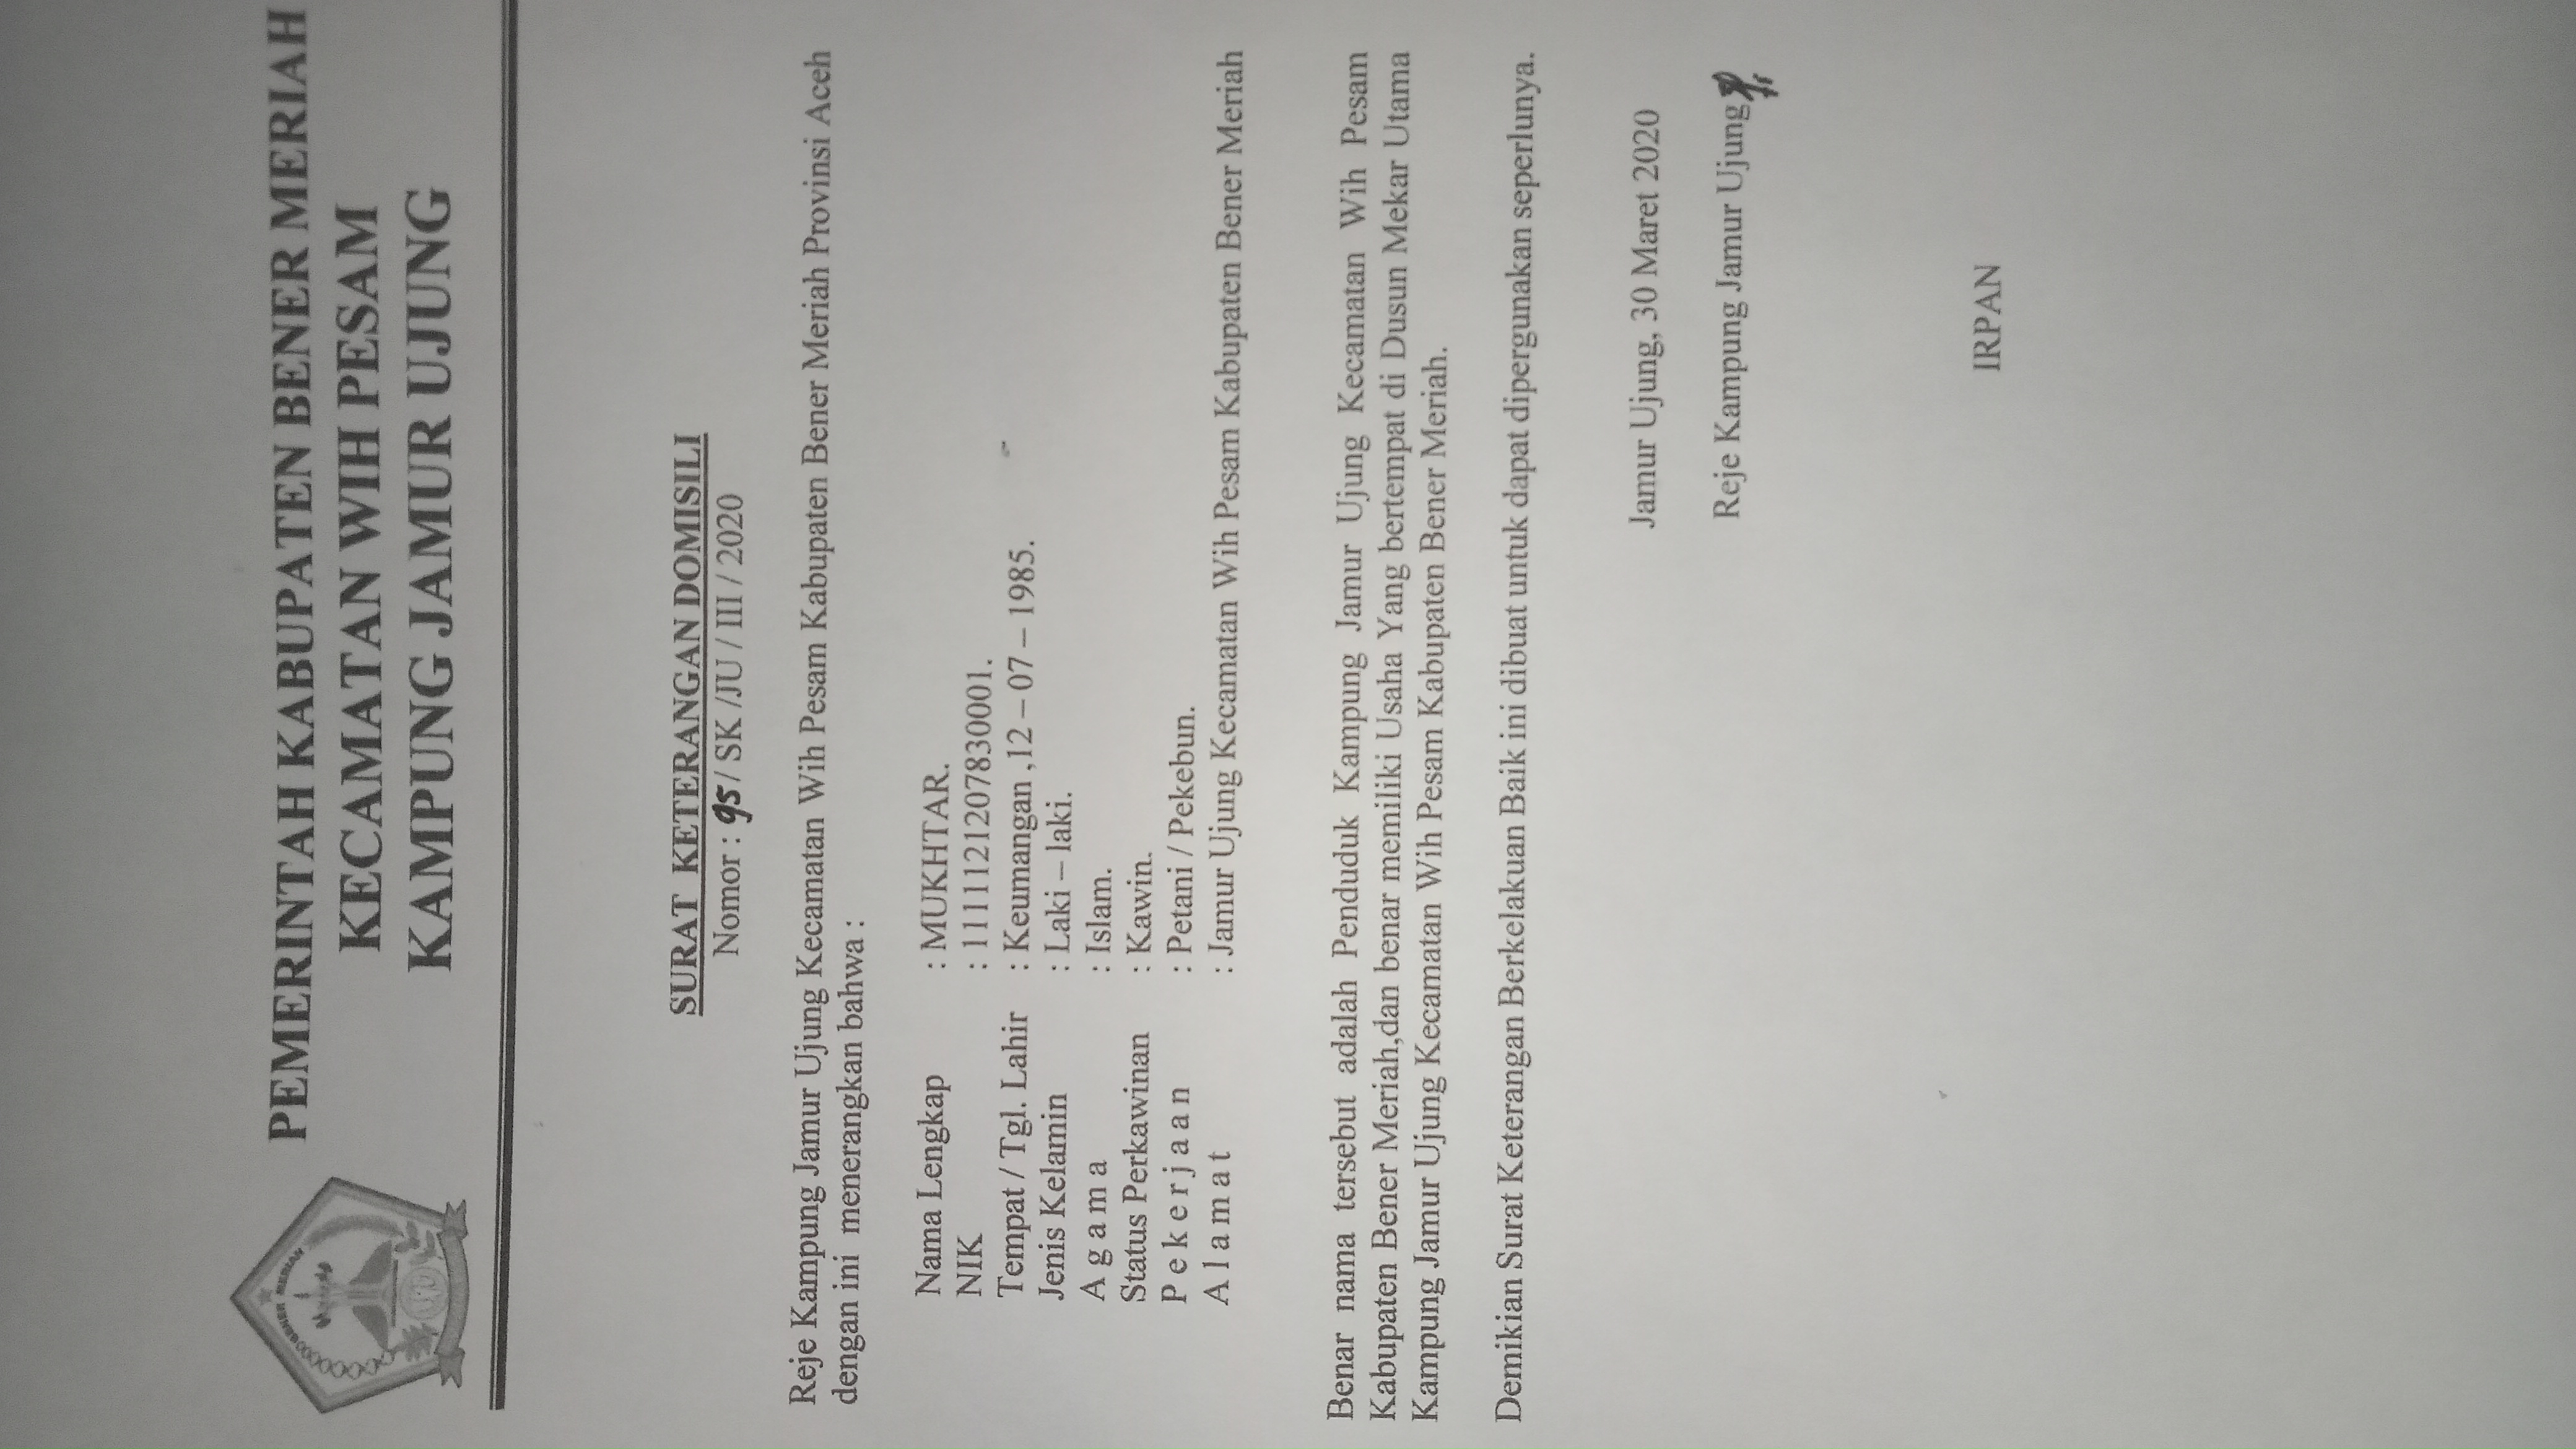 PEMERINTAH KABUPATEN BENER MERIAH
KECAMATAN WIH PESAM
KAMPUNG JAMUR UJUNG
BENER MERIAH
SURAT KETERANGAN DOMISILI
Nomor : 95 / SK /JU / III / 2020
Reje Kampung Jamur Ujung Kecamatan Wih Pesam Kabupaten Bener Meriah Provinsi Aceh
dengan ini menerangkan bahwa :
Nama Lengkap : MUKHTAR.
NIK : 1111121207830001.
Tempat / Tgl. Lahir : Keumangan ,12 – 07 – 1985.
Jenis Kelamin : Laki – laki.
A g a m a : Islam.
Status Perkawinan : Kawin.
P e k e r j a a n : Petani / Pekebun.
A l a m a t : Jamur Ujung Kecamatan Wih Pesam Kabupaten Bener Meriah
Benar nama tersebut adalah Penduduk Kampung Jamur Ujung Kecamatan Wih Pesam
Kabupaten Bener Meriah,dan benar memiliki Usaha Yang bertempat di Dusun Mekar Utama
Kampung Jamur Ujung Kecamatan Wih Pesam Kabupaten Bener Meriah.
Demikian Surat Keterangan Berkelakuan Baik ini dibuat untuk dapat dipergunakan seperlunya.
Jamur Ujung, 30 Maret 2020
Reje Kampung Jamur Ujung
IRPAN